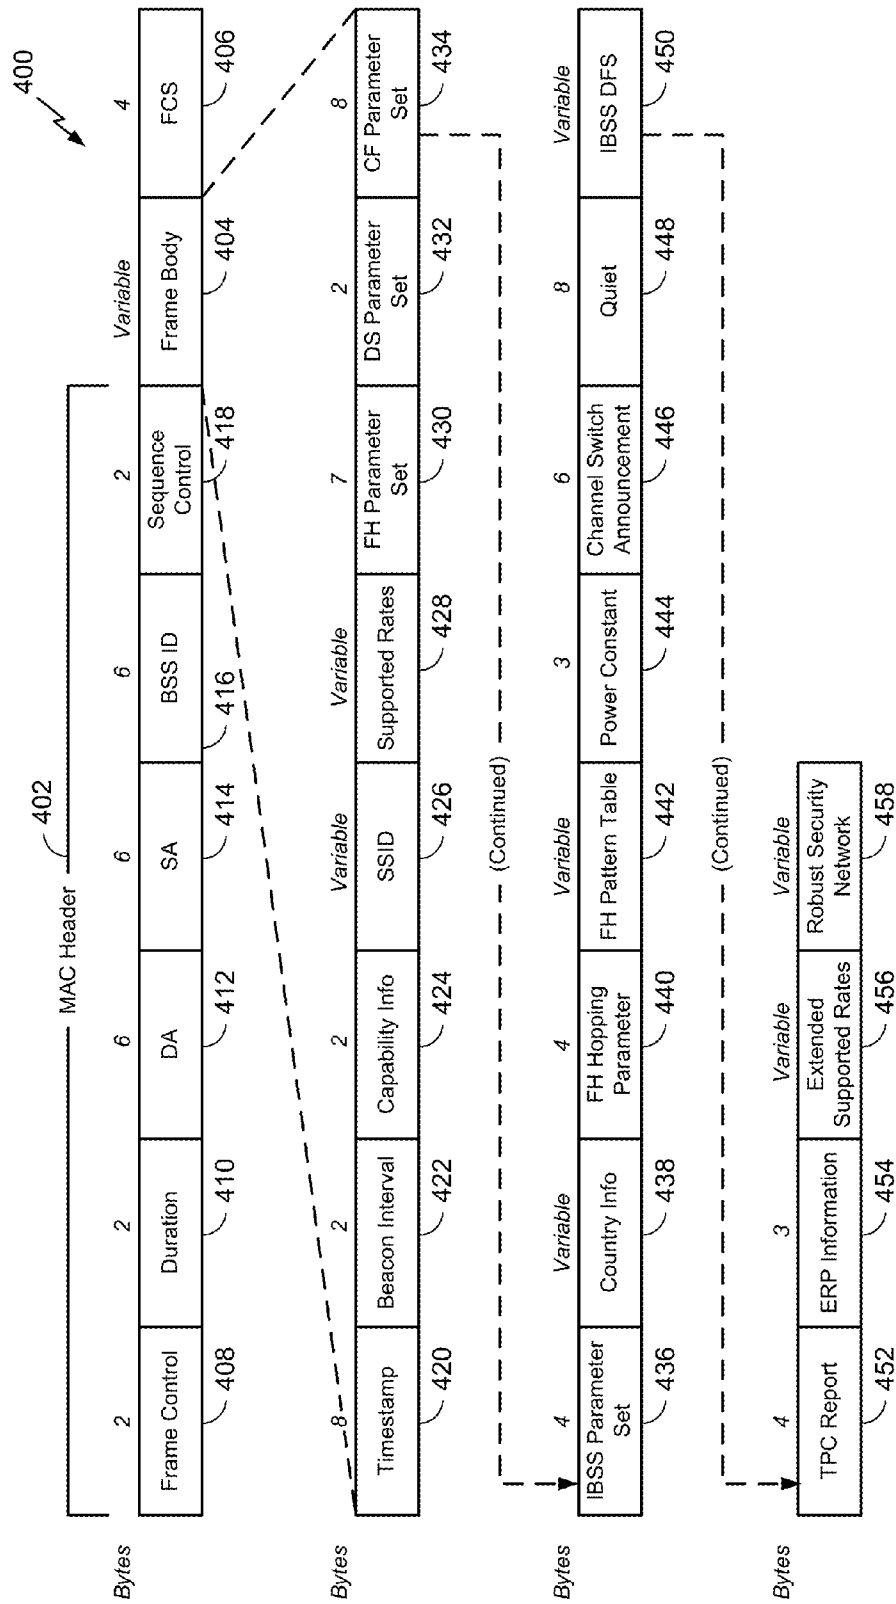 400
402
MAC Header
Bytes 2 2 6 6 6 2 Variable 4
Frame Control Duration DA SA BSS ID Sequence Control Frame Body FCS
408 410 412 414 416 418 404 406
Bytes 8 2 2 Variable Variable 7 2 8
Timestamp Beacon Interval Capability Info SSID Supported Rates FH Parameter Set DS Parameter Set CF Parameter Set
420 422 424 426 428 430 432 434
(Continued)
Bytes 4 Variable 4 Variable 3 6 8 Variable
IBSS Parameter Set Country Info FH Hopping Parameter FH Pattern Table Power Constant Channel Switch Announcement Quiet IBSS DFS
436 438 440 442 444 446 448 450
(Continued)
Bytes 4 3 Variable Variable
TPC Report ERP Information Extended Supported Rates Robust Security Network
452 454 456 458